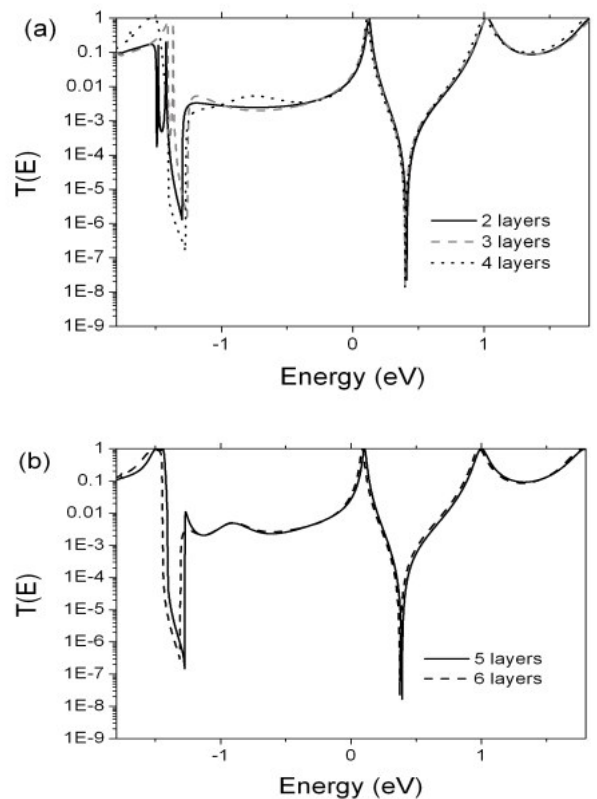 (a)
1
0.1
0.01
1E-3
1E-4
1E-5
1E-6
1E-7
1E-8
1E-9
T(E)
2 layers
3 layers
4 layers
-1
0
1
Energy (eV)
(b)
1
0.1
0.01
1E-3
1E-4
1E-5
1E-6
1E-7
1E-8
1E-9
T(E)
5 layers
6 layers
-1
0
1
Energy (eV)